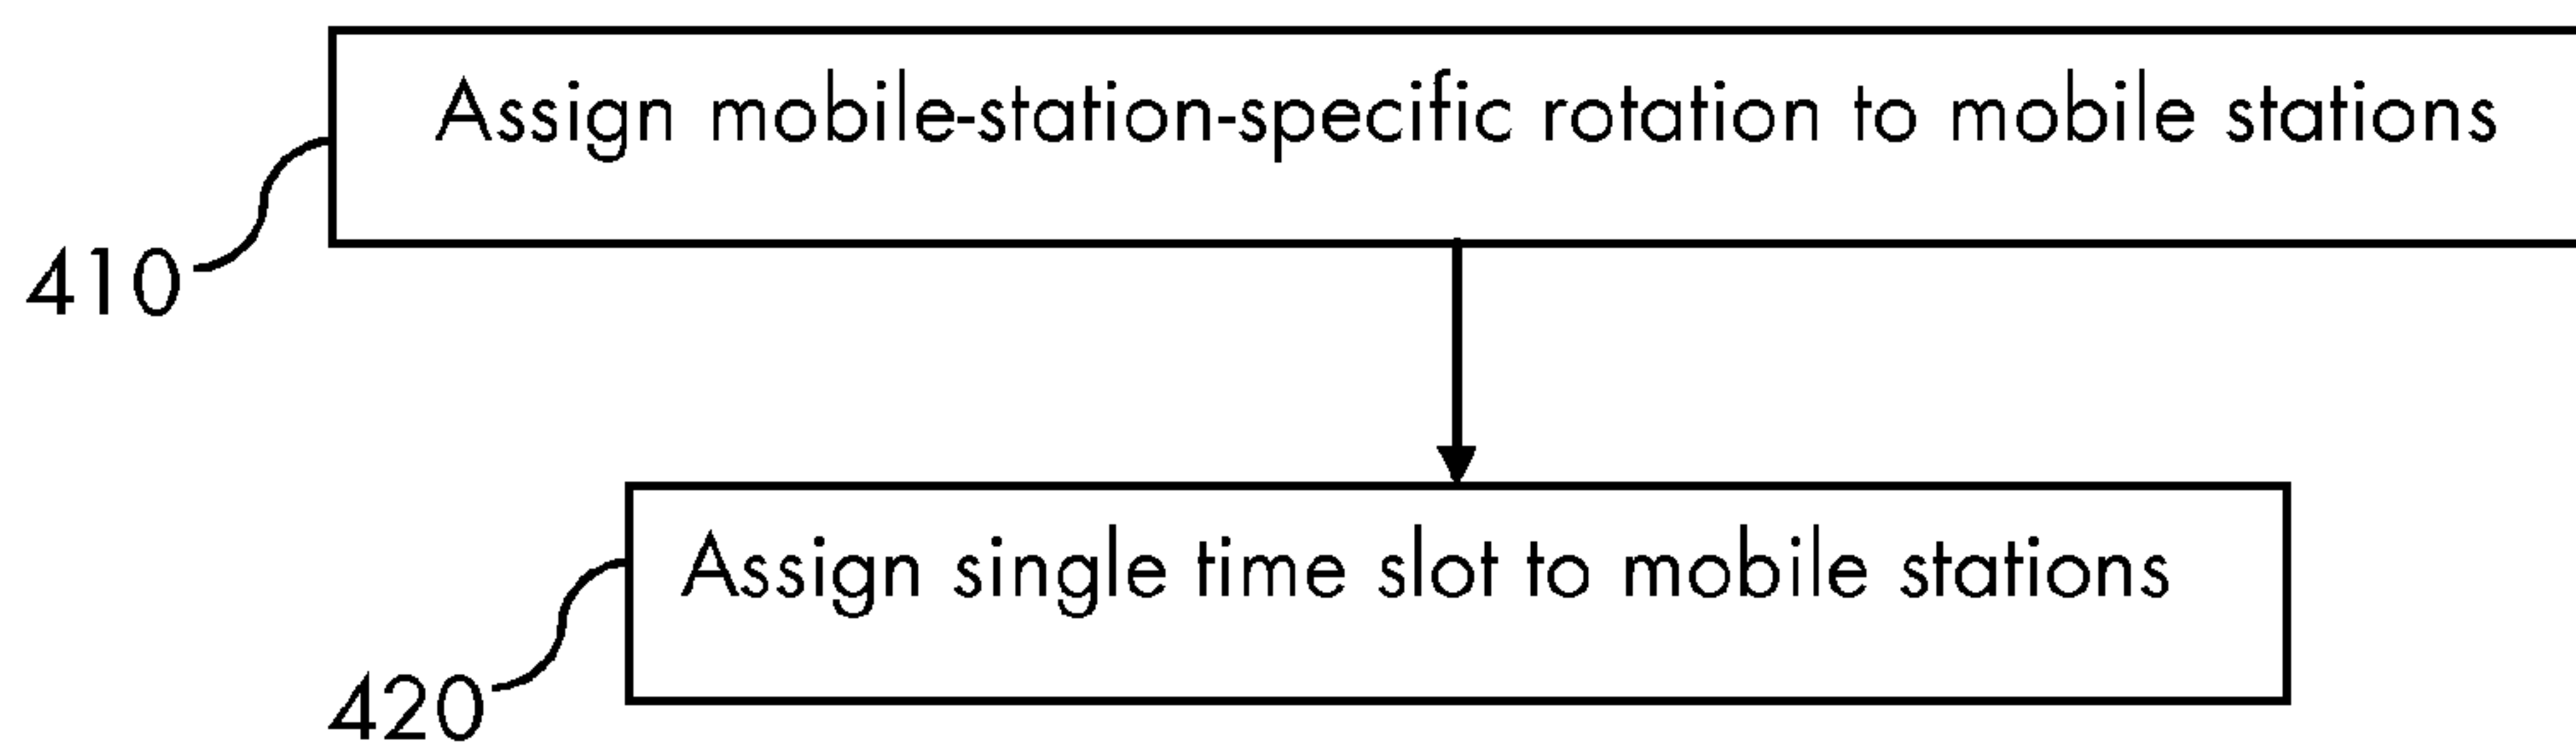 Assign mobile-station-specific rotation to mobile stations
410
Assign single time slot to mobile stations
420